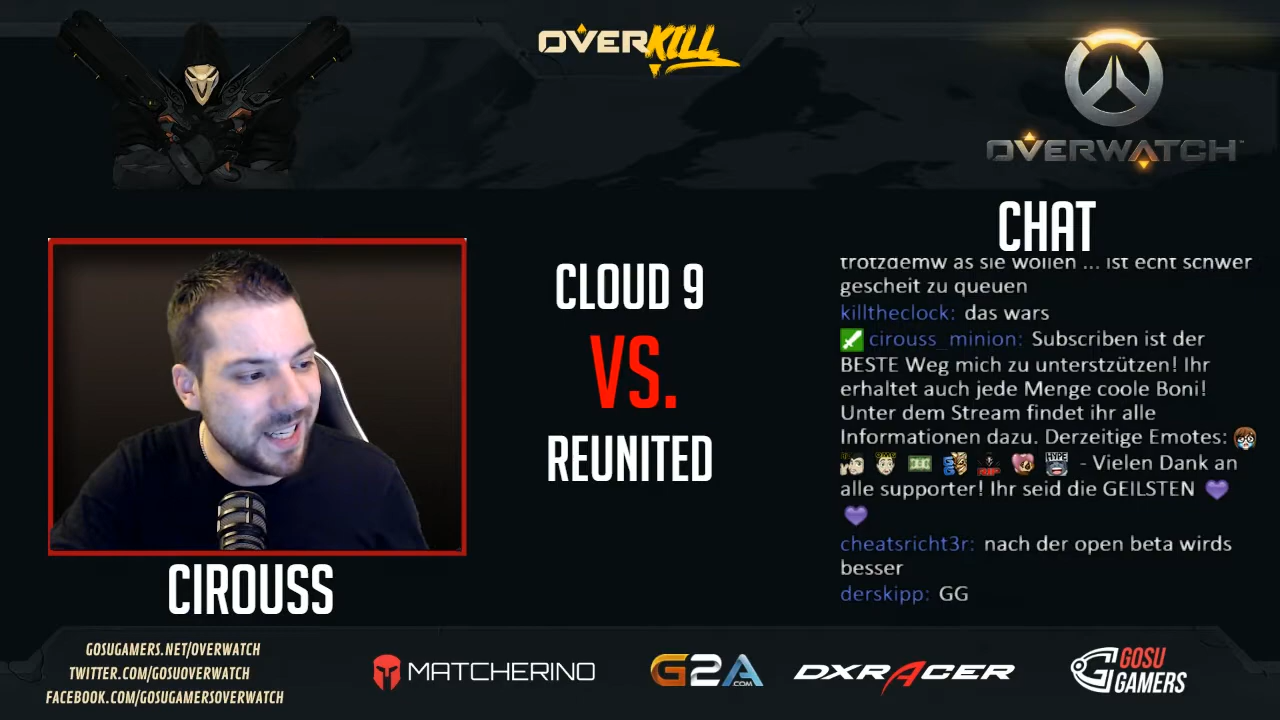 OVERKILL
OVERWATCH
CHAT
trotzdemw as sie wollen ... ist echt schwer
gescheit zu queuen
killtheclock: das wars
cirouss_minion: Subscriben ist der
BESTE Weg mich zu unterstzützen! Ihr
erhaltet auch jede Menge coole Boni!
Unter dem Stream findet ihr alle
Informationen dazu. Derzeitige Emotes:
- Vielen Dank an
alle supporter! Ihr seid die GEILSTEN
cheatsricht3r: nach der open beta wirds
besser
derskipp: GG
CLOUD 9
VS.
REUNITED
CIROUSS
GOSUGAMERS.NET/OVERWATCH
TWITTER.COM/GOSUOVERWATCH
FACEBOOK.COM/GOSUGAMERSOVERWATCH
MATCHERINO
G2A
.COM
DXRACER
GOSU
GAMERS